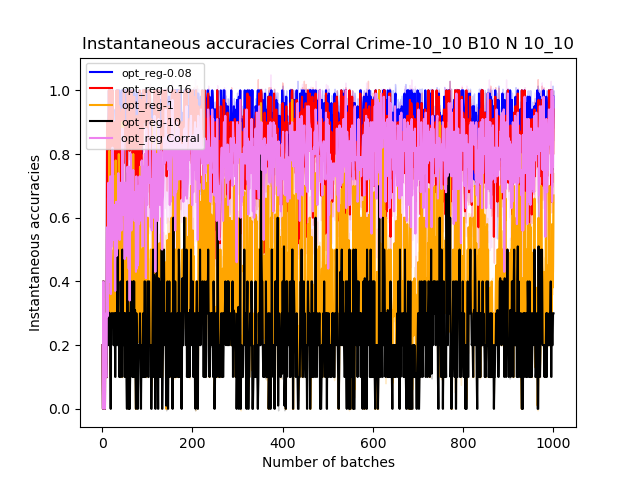 Instantaneous accuracies Corral Crime-10_10 B10 N 10_10
opt_reg-0.08
opt_reg-0.16
opt_reg-1
opt_reg-10
opt_reg Corral
1.0
0.8
0.6
0.4
0.2
0.0
Instantaneous accuracies
0 200 400 600 800 1000
Number of batches